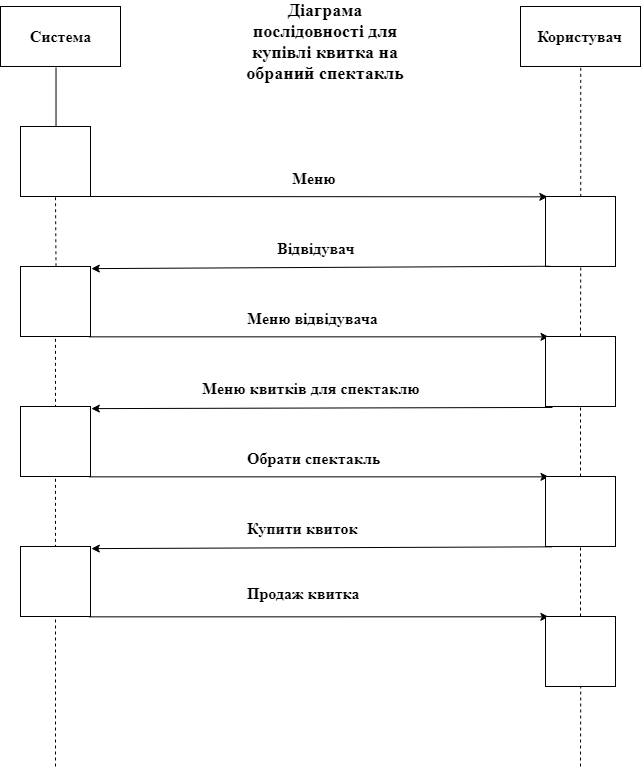 Діаграма
послідовності для
купівлі квитка на
обраний спектакль
Система
Користувач
Меню
Відвідувач
Меню відвідувача
Меню квитків для спектаклю
Обрати спектакль
Купити квиток
Продаж квитка